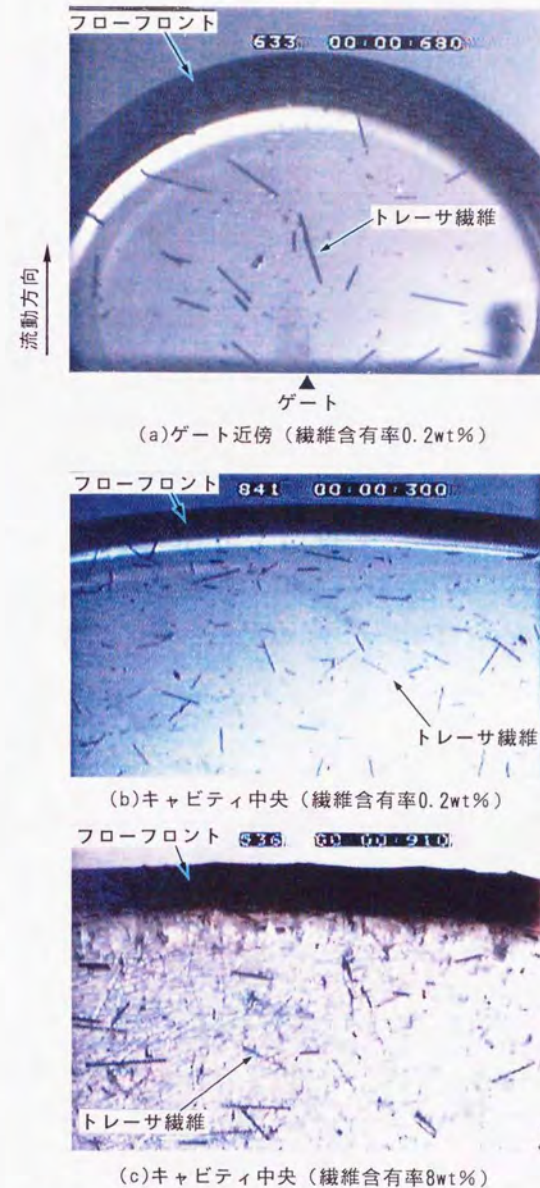 フローフロント
633 00:00:680
トレーサ繊維
流動方向
ゲート
(a)ゲート近傍（繊維含有率0.2wt%）
フローフロント
841 00:00:300
トレーサ繊維
(b)キャビティ中央（繊維含有率0.2wt%）
フローフロント
536 00 00:910
トレーサ繊維
(c)キャビティ中央（繊維含有率8wt%）